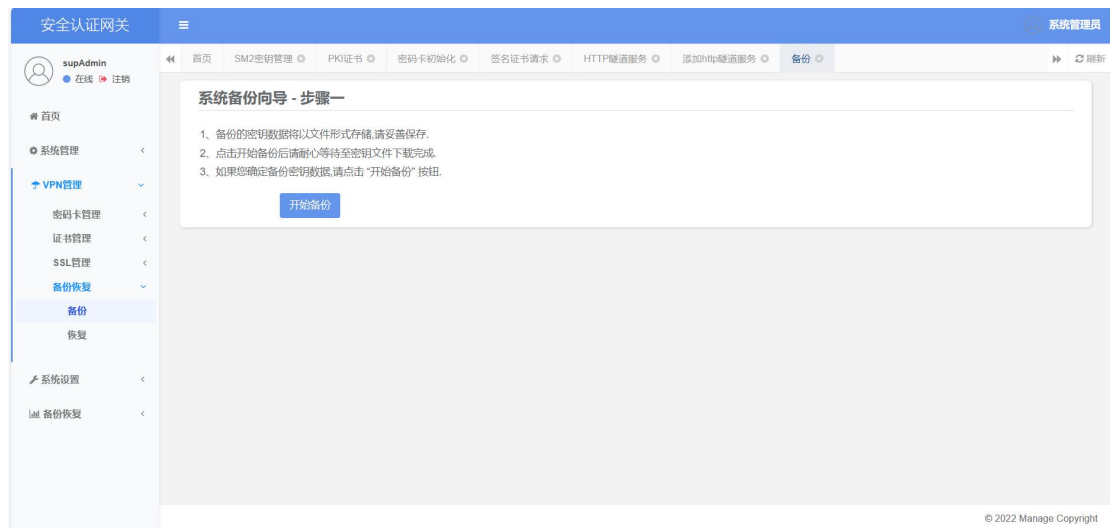 安全认证网关
系统管理员
supAdmin
在线 注销
首页 SM2密钥管理 PKI证书 密码卡初始化 签名证书请求 HTTP隧道服务 添加http隧道服务 备份 刷新
首页
系统管理
VPN管理
密码卡管理
证书管理
SSL管理
备份恢复
备份
恢复
系统设置
备份恢复
系统备份向导 - 步骤一
1、备份的密钥数据将以文件形式存储,请妥善保存.
2、点击开始备份后请耐心等待至密钥文件下载完成.
3、如果您确定备份密钥数据,请点击 “开始备份” 按钮.
开始备份
© 2022 Manage Copyright